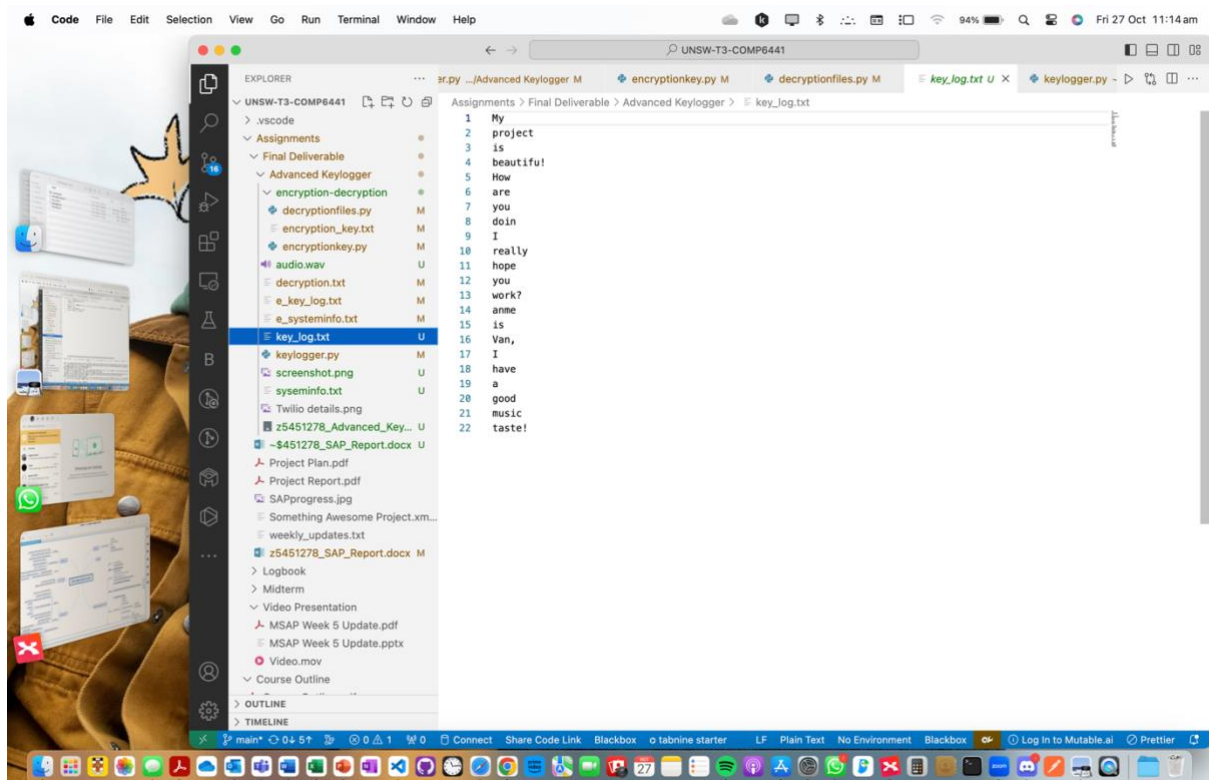 Code File Edit Selection View Go Run Terminal Window Help
94% Fri 27 Oct 11:14 am
UNSW-T3-COMP6441
EXPLORER
UNSW-T3-COMP6441
.vscode
Assignments
Final Deliverable
Advanced Keylogger
encryption-decryption
decryptionfiles.py M
encryption_key.txt M
encryptionkey.py M
audio.wav U
decryption.txt M
e_key_log.txt M
e_systeminfo.txt M
key_log.txt U
keylogger.py M
screenshot.png U
syseminfo.txt U
Twilio details.png
z5451278_Advanced_Key... U
~$451278_SAP_Report.docx U
Project Plan.pdf
Project Report.pdf
SAPprogress.jpg
Something Awesome Project.xm...
weekly_updates.txt
z5451278_SAP_Report.docx M
Logbook
Midterm
Video Presentation
MSAP Week 5 Update.pdf
MSAP Week 5 Update.pptx
Video.mov
Course Outline
OUTLINE
TIMELINE
er.py .../Advanced Keylogger M encryptionkey.py M decryptionfiles.py M key_log.txt U keylogger.py
Assignments > Final Deliverable > Advanced Keylogger > key_log.txt
1 My
2 project
3 is
4 beautifu!
5 How
6 are
7 you
8 doin
9 I
10 really
11 hope
12 you
13 work?
14 anme
15 is
16 Van,
17 I
18 have
19 a
20 good
21 music
22 taste!
main* 0↓ 5↑ 0 1 0 Connect Share Code Link Blackbox tabnine starter LF Plain Text No Environment Blackbox Log In to Mutable.ai Prettier